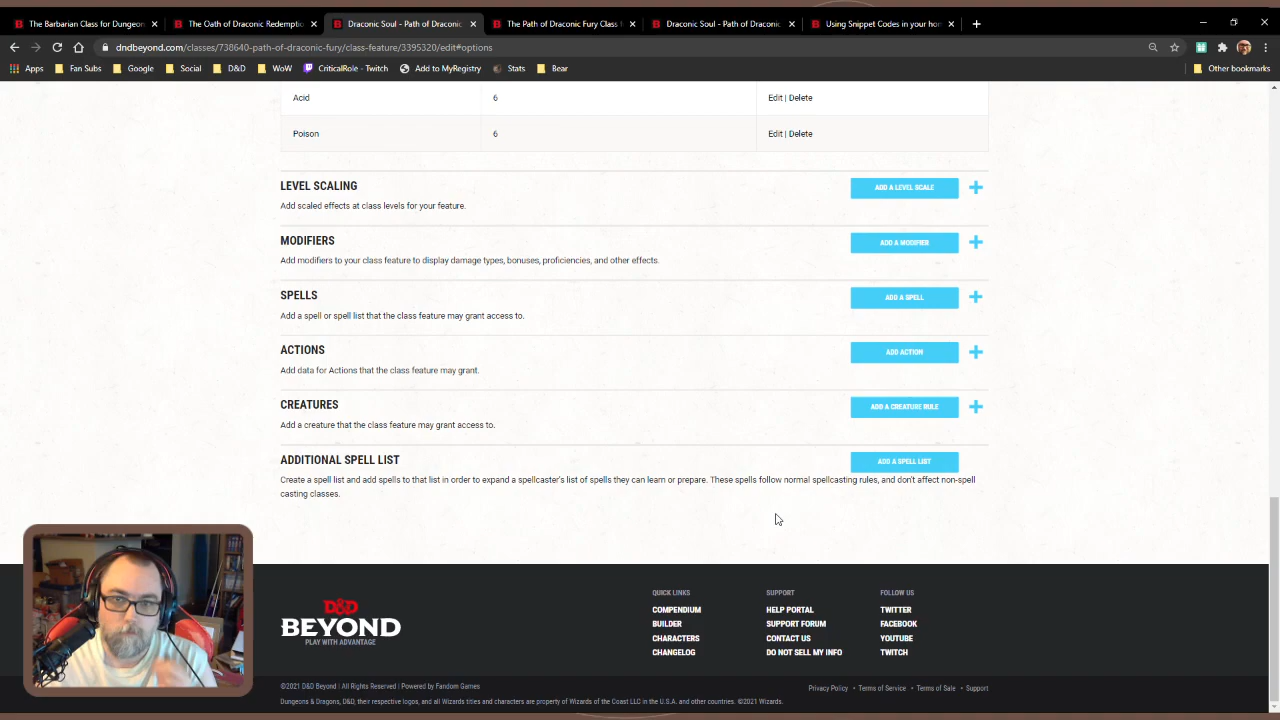 The Barbarian Class for Dungeon
The Oath of Draconic Redemptio
Draconic Soul - Path of Draconic
The Path of Draconic Fury Class f
Draconic Soul - Path of Draconic
Using Snippet Codes in your hom
dndbeyond.com/classes/738640-path-of-draconic-fury/class-feature/3395320/edit#options
Apps
Fan Subs
Google
Social
D&D
WoW
CriticalRole - Twitch
Add to MyRegistry
Stats
Bear
Other bookmarks
Acid 6 Edit | Delete
Poison 6 Edit | Delete
LEVEL SCALING
ADD A LEVEL SCALE
Add scaled effects at class levels for your feature.
MODIFIERS
ADD A MODIFIER
Add modifiers to your class feature to display damage types, bonuses, proficiencies, and other effects.
SPELLS
ADD A SPELL
Add a spell or spell list that the class feature may grant access to.
ACTIONS
ADD ACTION
Add data for Actions that the class feature may grant.
CREATURES
ADD A CREATURE RULE
Add a creature that the class feature may grant access to.
ADDITIONAL SPELL LIST
ADD A SPELL LIST
Create a spell list and add spells to that list in order to expand a spellcaster's list of spells they can learn or prepare. These spells follow normal spellcasting rules, and don't affect non-spell
casting classes.
D&D
BEYOND
PLAY WITH ADVANTAGE
QUICK LINKS
COMPENDIUM
BUILDER
CHARACTERS
CHANGELOG
SUPPORT
HELP PORTAL
SUPPORT FORUM
CONTACT US
DO NOT SELL MY INFO
FOLLOW US
TWITTER
FACEBOOK
YOUTUBE
TWITCH
©2021 D&D Beyond | All Rights Reserved | Powered by Fandom Games
Privacy Policy • Terms of Service • Terms of Sale • Support
Dungeons & Dragons, D&D, their respective logos, and all Wizards titles and characters are property of Wizards of the Coast LLC in the U.S.A. and other countries. ©2021 Wizards.